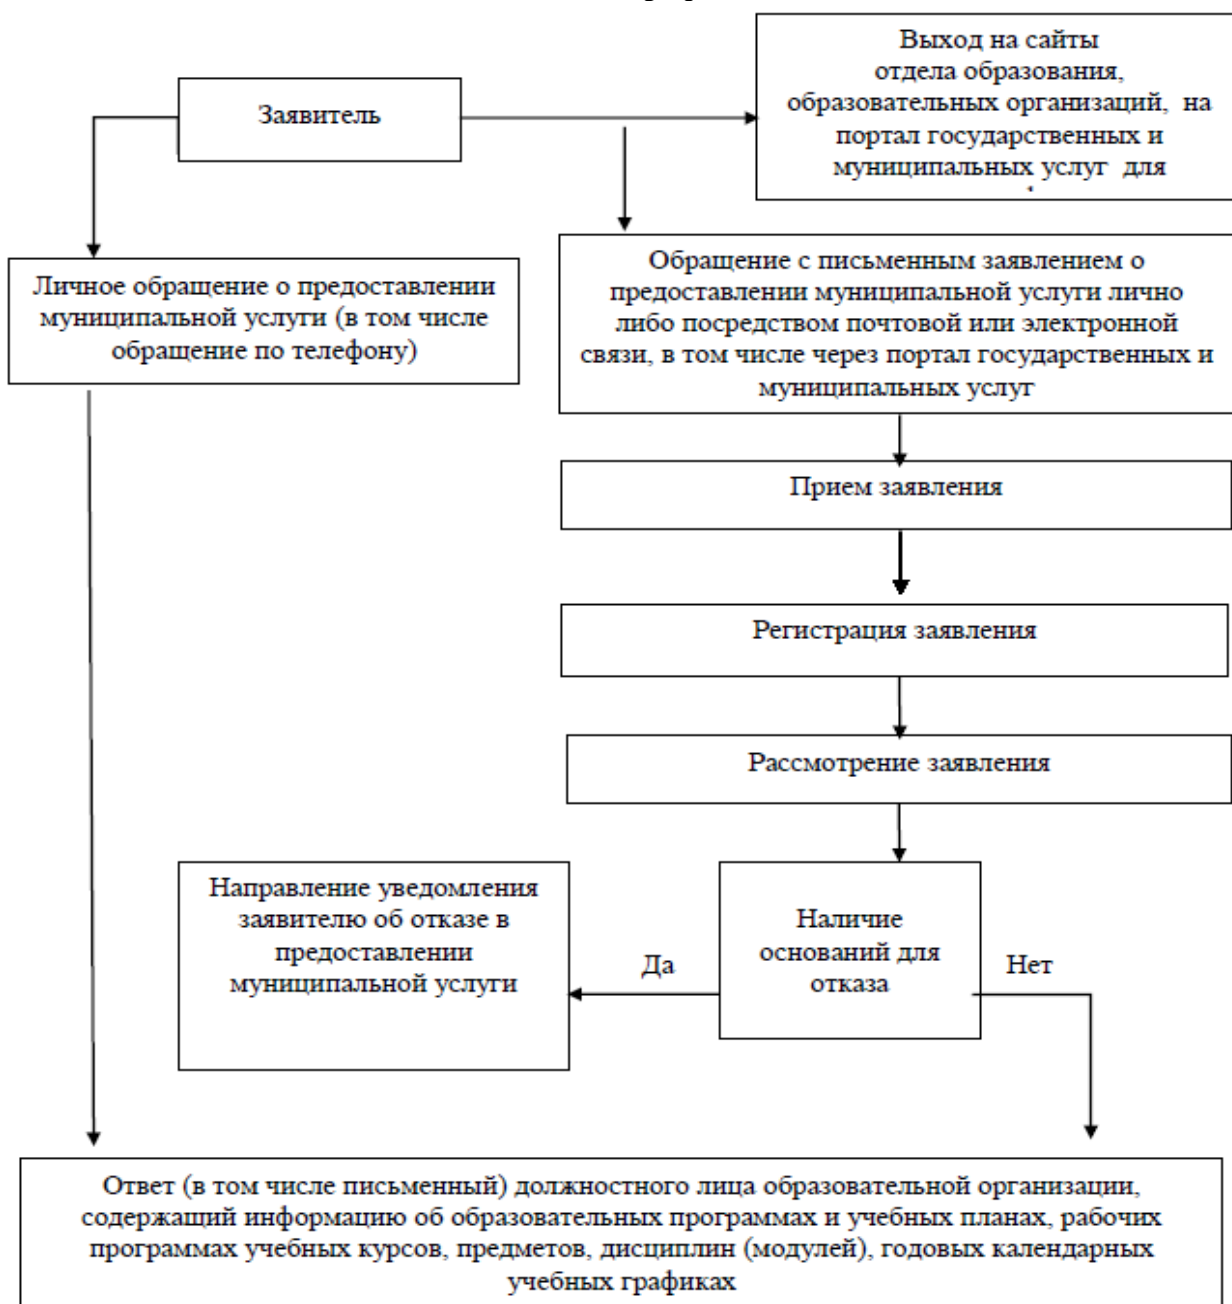 Выход на сайты
отдела образования,
образовательных организаций, на
портал государственных и
муниципальных услуг для
Заявитель
Личное обращение о предоставлении
муниципальной услуги (в том числе
обращение по телефону)
Обращение с письменным заявлением о
предоставлении муниципальной услуги лично
либо посредством почтовой или электронной
связи, в том числе через портал государственных и
муниципальных услуг
Прием заявления
Регистрация заявления
Рассмотрение заявления
Направление уведомления
заявителю об отказе в
предоставлении
муниципальной услуги
Да
Наличие
оснований для
отказа
Нет
Ответ (в том числе письменный) должностного лица образовательной организации,
содержащий информацию об образовательных программах и учебных планах, рабочих
программах учебных курсов, предметов, дисциплин (модулей), годовых календарных
учебных графиках